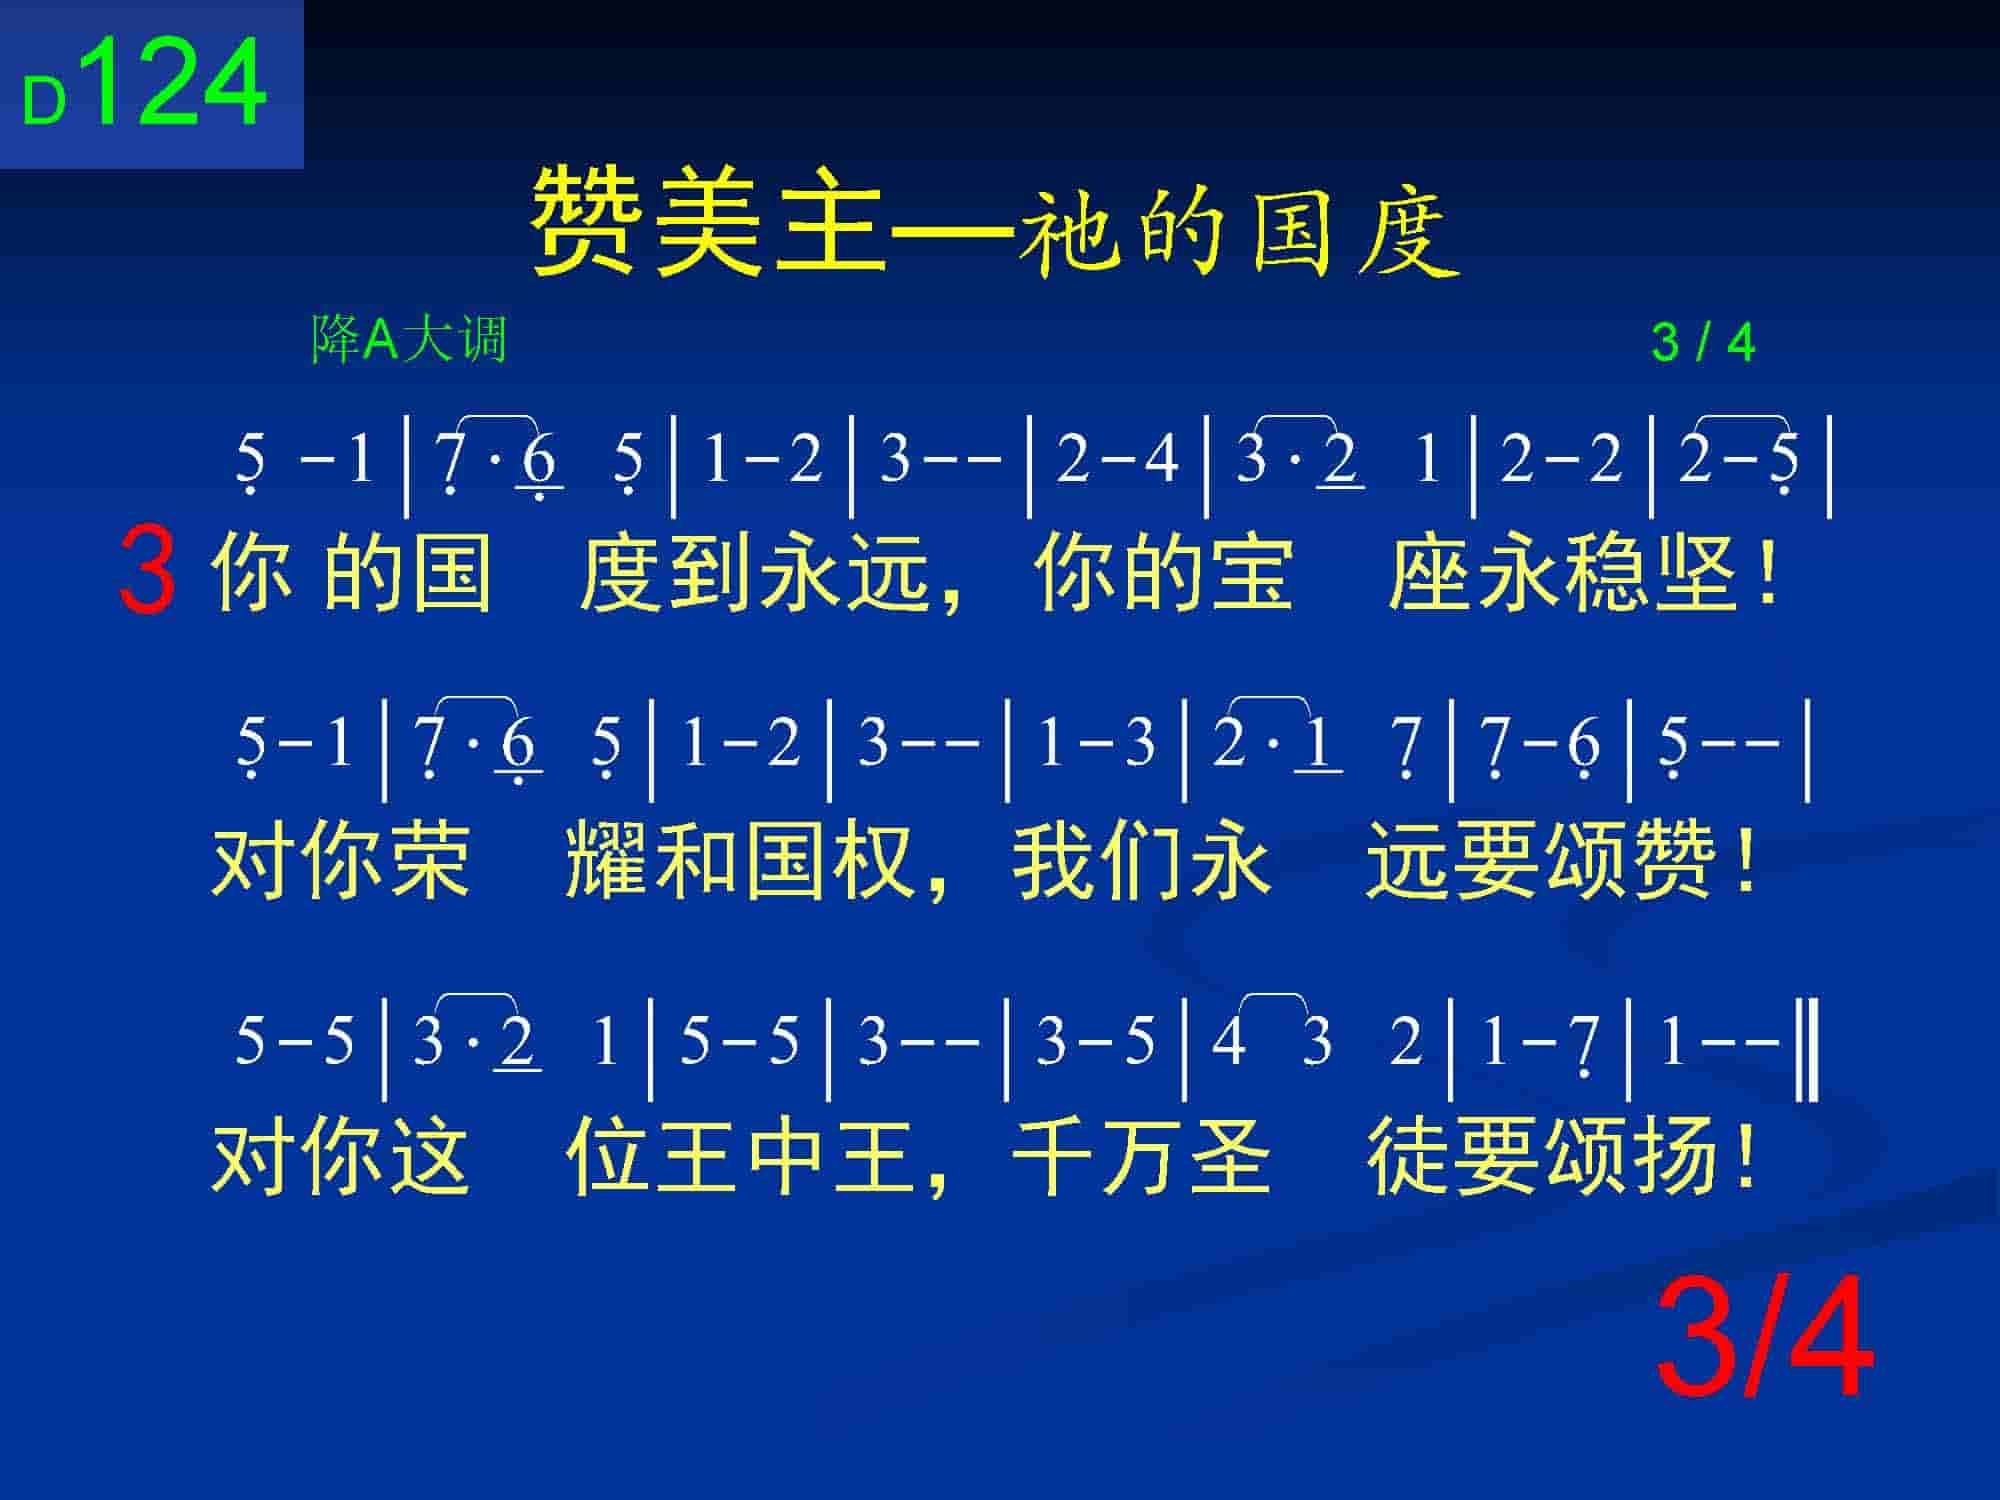 D124
赞美主—祂的国度
降A大调 3 / 4
5̣ - 1 | 7̣ · 6̣ 5̣ | 1 - 2 | 3 - - | 2 - 4 | 3 · 2 1 | 2 - 2 | 2 - 5̣ |
3 你的国 度到永远，你的宝 座永稳坚！
5̣ - 1 | 7̣ · 6̣ 5̣ | 1 - 2 | 3 - - | 1 - 3 | 2 · 1 7̣ | 7̣ - 6̣ | 5̣ - - |
对你荣 耀和国权，我们永 远要颂赞！
5 - 5 | 3 · 2 1 | 5 - 5 | 3 - - | 3 - 5 | 4 3 2 | 1 - 7̣ | 1 - - ‖
对你这 位王中王，千万圣 徒要颂扬！
3/4